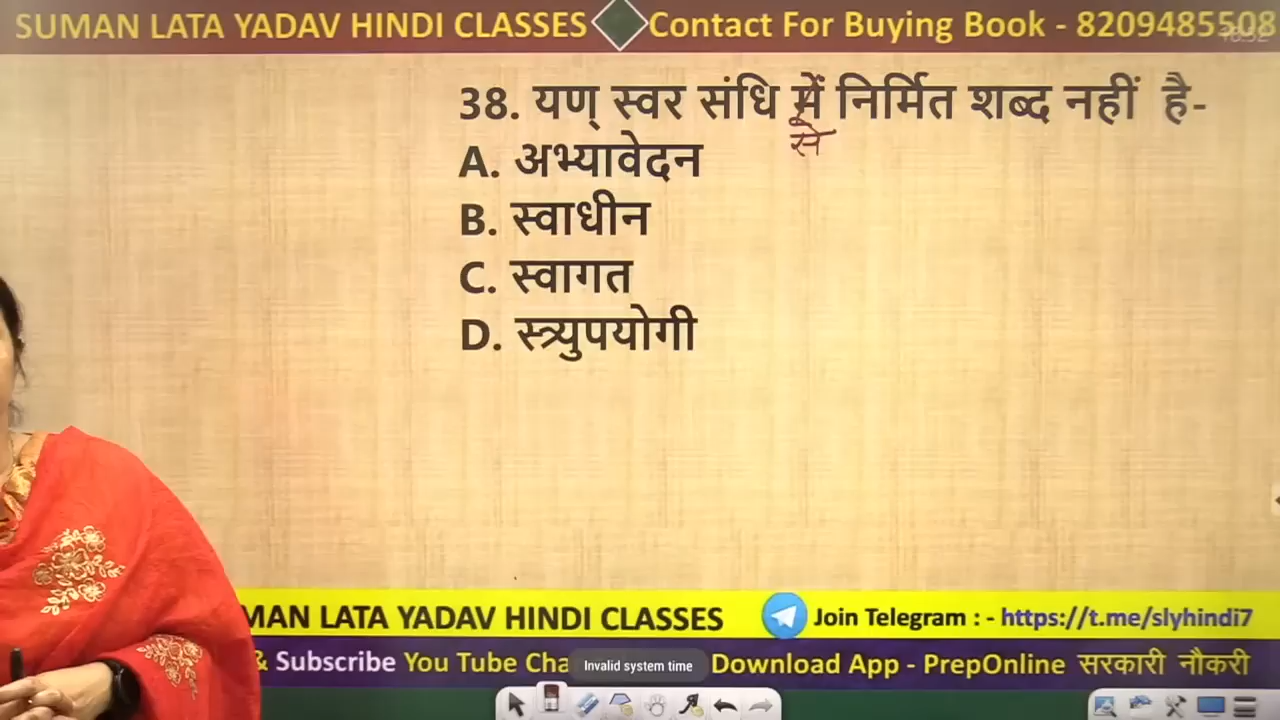 SUMAN LATA YADAV HINDI CLASSES Contact For Buying Book - 8209485508
38. यण् स्वर संधि में निर्मित शब्द नहीं है-
से
A. अभ्यावेदन
B. स्वाधीन
C. स्वागत
D. स्त्र्युपयोगी
MAN LATA YADAV HINDI CLASSES Join Telegram : - https://t.me/slyhindi7
& Subscribe You Tube Cha Invalid system time Download App - PrepOnline सरकारी नौकरी